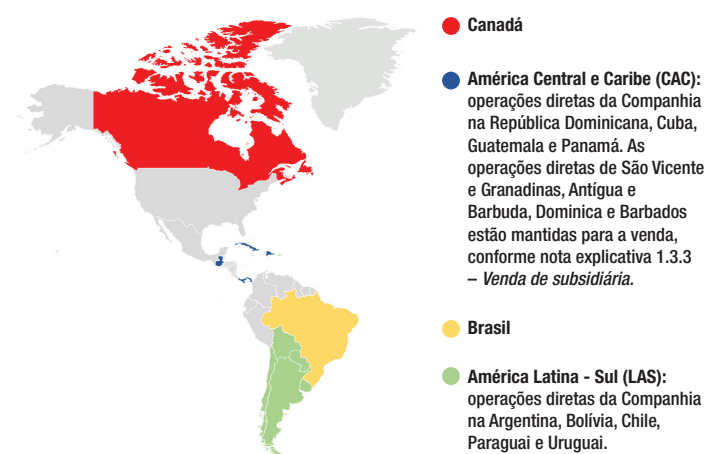 Canadá
América Central e Caribe (CAC):
operações diretas da Companhia
na República Dominicana, Cuba,
Guatemala e Panamá. As
operações diretas de São Vicente
e Granadinas, Antígua e
Barbuda, Dominica e Barbados
estão mantidas para a venda,
conforme nota explicativa 1.3.3
– Venda de subsidiária.
Brasil
América Latina - Sul (LAS):
operações diretas da Companhia
na Argentina, Bolívia, Chile,
Paraguai e Uruguai.